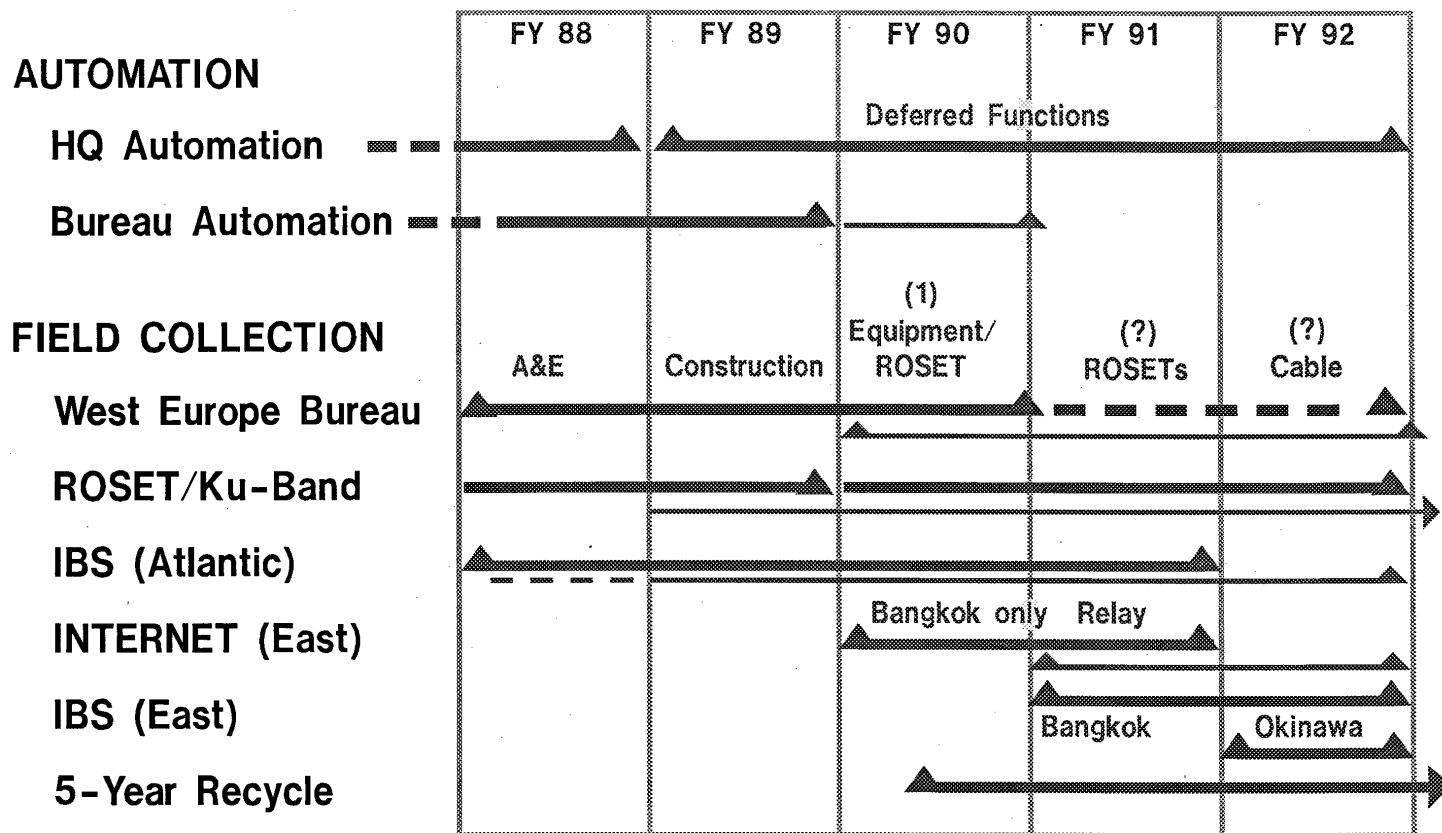 FY 88 FY 89 FY 90 FY 91 FY 92
AUTOMATION
Deferred Functions
HQ Automation
Bureau Automation
(1)
FIELD COLLECTION
Equipment/ (?) (?)
A&E Construction ROSET ROSETs Cable
West Europe Bureau
ROSET/Ku-Band
IBS (Atlantic)
Bangkok only Relay
INTERNET (East)
IBS (East)
Bangkok Okinawa
5-Year Recycle